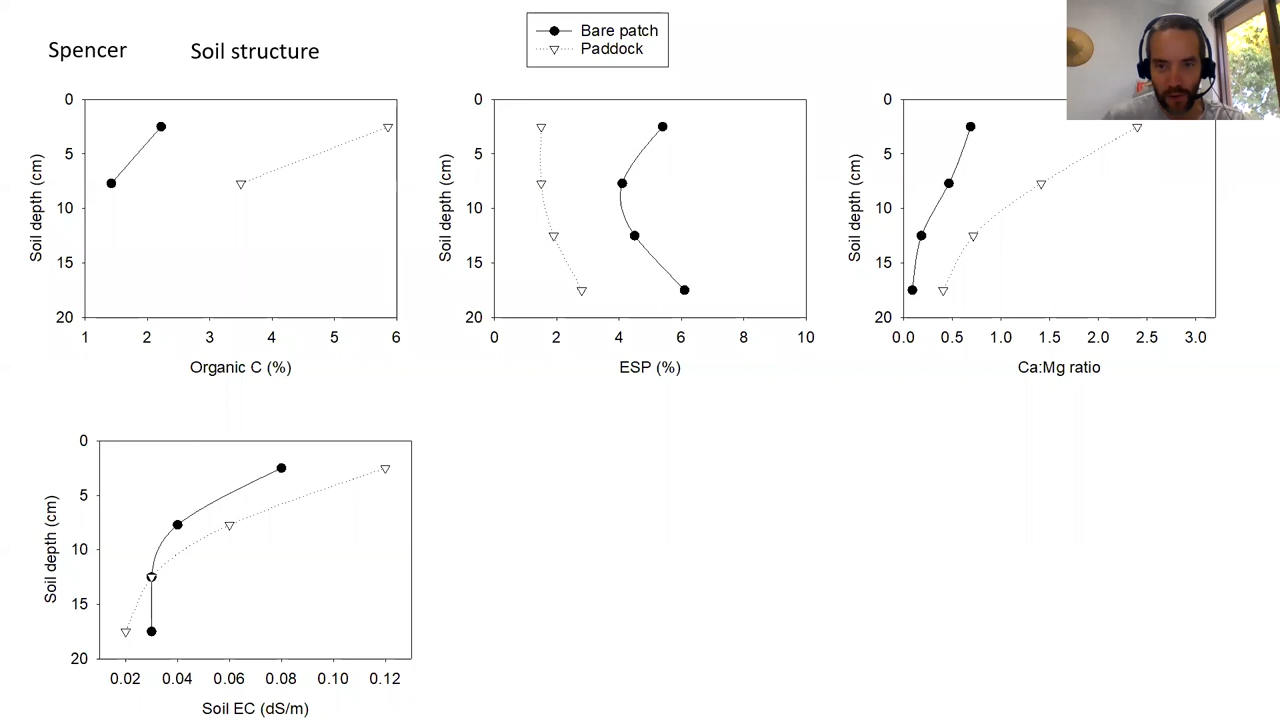 Spencer
Soil structure
Bare patch
Paddock
0
5
10
15
20
Soil depth (cm)
1 2 3 4 5 6
Organic C (%)
0
5
10
15
20
Soil depth (cm)
0 2 4 6 8 10
ESP (%)
0
5
10
15
20
Soil depth (cm)
0.0 0.5 1.0 1.5 2.0 2.5 3.0
Ca:Mg ratio
0
5
10
15
20
Soil depth (cm)
0.02 0.04 0.06 0.08 0.10 0.12
Soil EC (dS/m)